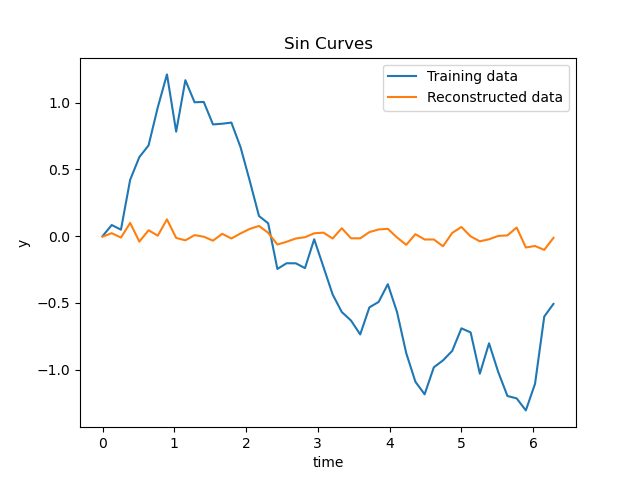 Sin Curves
Training data
Reconstructed data
y
1.0
0.5
0.0
−0.5
−1.0
0 1 2 3 4 5 6
time